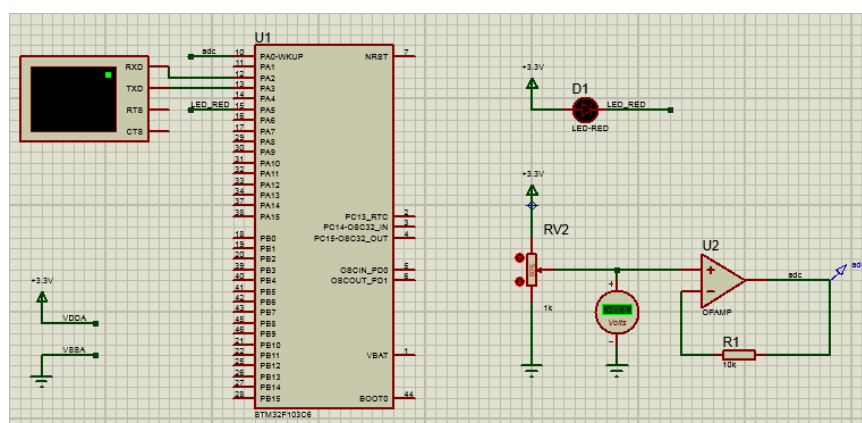 U1
adc
10 PA0-WKUP
11 PA1
12 PA2
13 PA3
14 PA4
LED_RED 15 PA5
16 PA6
17 PA7
29 PA8
30 PA9
31 PA10
32 PA11
33 PA12
34 PA13
37 PA14
38 PA15
18 PB0
19 PB1
20 PB2
39 PB3
40 PB4
41 PB5
42 PB6
43 PB7
45 PB8
46 PB9
21 PB10
22 PB11
25 PB12
26 PB13
27 PB14
28 PB15
NRST 7
PC13_RTC 2
PC14-OSC32_IN 3
PC15-OSC32_OUT 4
OSCIN_PD0 5
OSCOUT_PD1 6
VBAT 1
BOOT0 44
STM32F103C6
RXD
TXD
RTS
CTS
+3.3V
VDDA
VSSA
+3.3V
D1
LED_RED
LED-RED
+3.3V
RV2
1k
+
Volts
-
U2
+
-
OPAMP
adc
adc
R1
10k